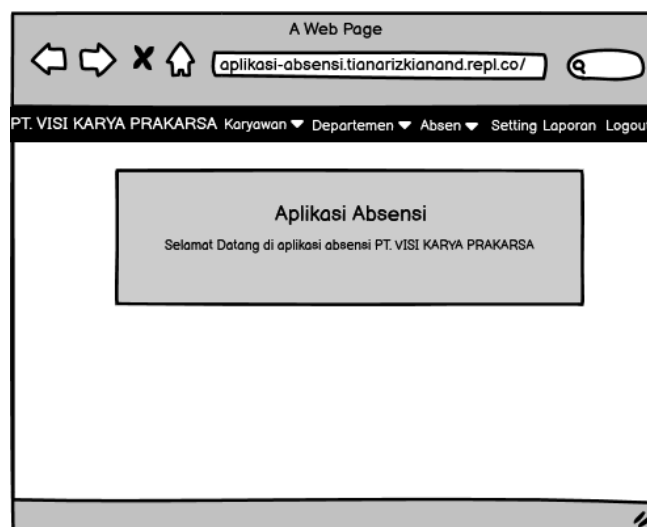 A Web Page
aplikasi-absensi.tianarizkianand.repl.co/
PT. VISI KARYA PRAKARSA Karyawan Departemen Absen Setting Laporan Logout
Aplikasi Absensi
Selamat Datang di aplikasi absensi PT. VISI KARYA PRAKARSA